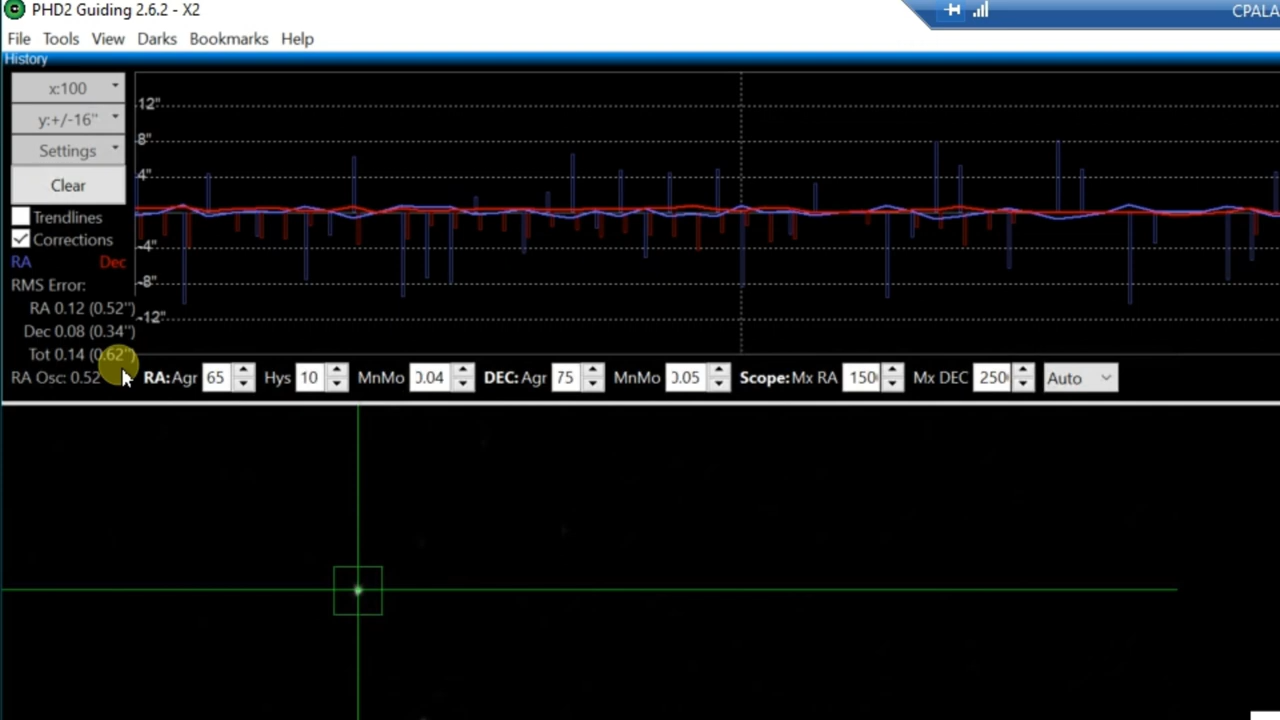 PHD2 Guiding 2.6.2 - X2
CPALA
File Tools View Darks Bookmarks Help
History
x:100
y:+/-16"
Settings
Clear
Trendlines
Corrections
RA Dec
RMS Error:
RA 0.12 (0.52")
Dec 0.08 (0.34")
Tot 0.14 (0.62")
RA Osc: 0.52
12"
8"
4"
-4"
-8"
-12"
RA: Agr 65 Hys 10 MnMo 0.04 DEC: Agr 75 MnMo 0.05 Scope: Mx RA 150 Mx DEC 250 Auto